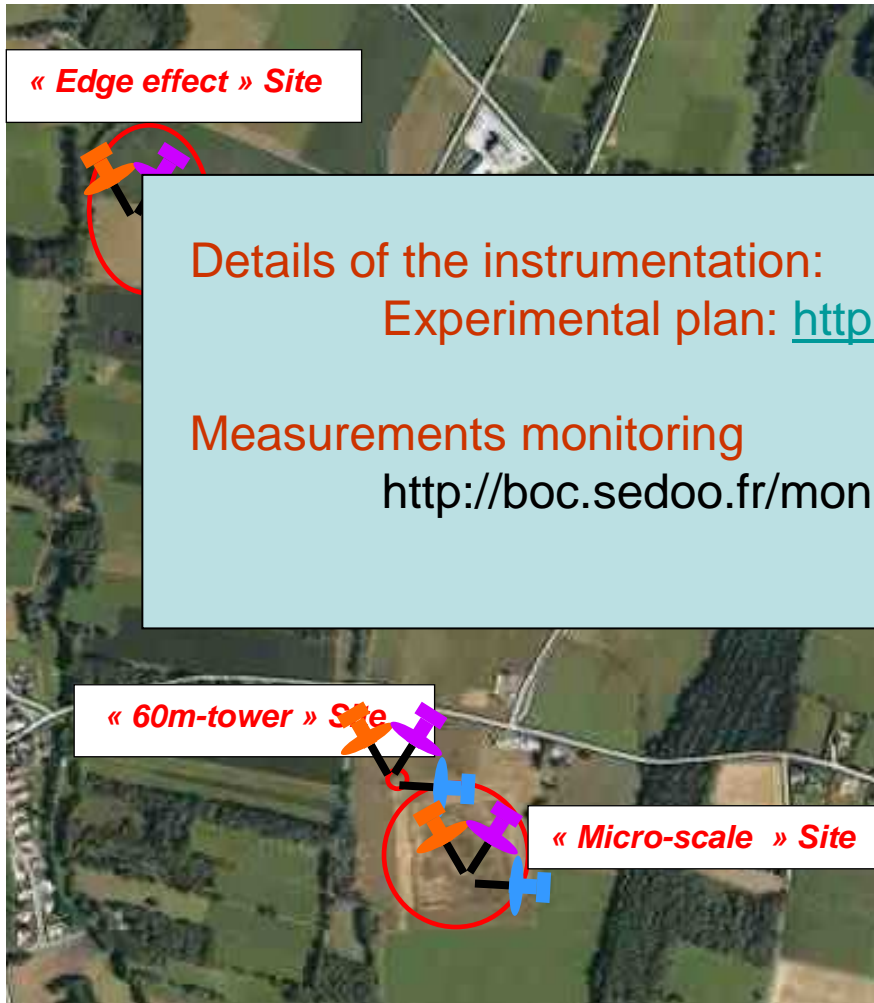 « Edge effect » Site
Details of the instrumentation:
Experimental plan: http
Measurements monitoring
http://boc.sedoo.fr/mon
« 60m-tower » Site
« Micro-scale » Site